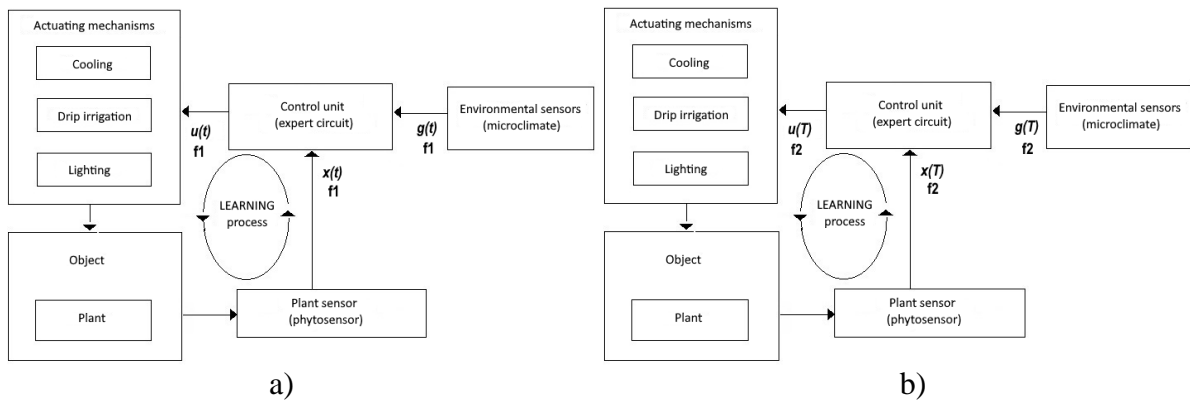 Actuating mechanisms
Cooling
Drip irrigation
Lighting
u(t)
f1
Control unit
(expert circuit)
g(t)
f1
Environmental sensors
(microclimate)
x(t)
f1
LEARNING
process
Object
Plant
Plant sensor
(phytosensor)
a)
Actuating mechanisms
Cooling
Drip irrigation
Lighting
u(T)
f2
Control unit
(expert circuit)
g(T)
f2
Environmental sensors
(microclimate)
x(T)
f2
LEARNING
process
Object
Plant
Plant sensor
(phytosensor)
b)